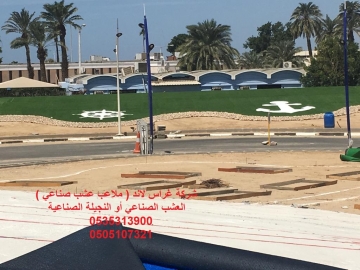 شركة غراس لاند ( ملاعب عشب صناعي )
العشب الصناعي أو النجيلة الصناعية
0535313900
0505107321